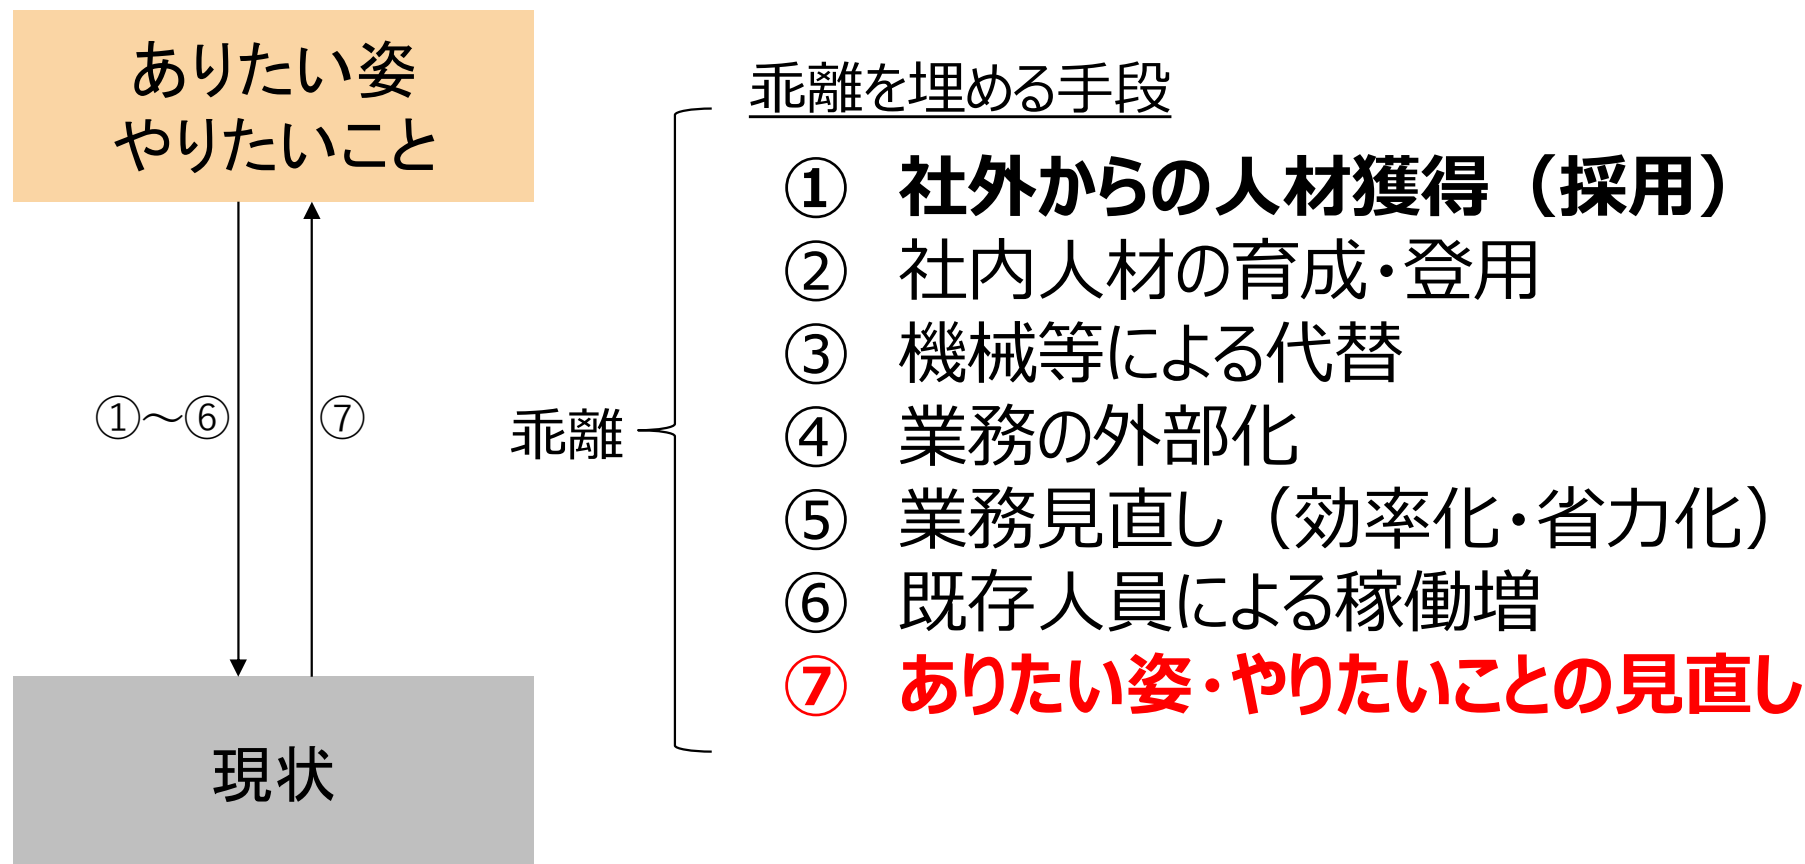 ありたい姿
やりたいこと
①～⑥
⑦
現状
乖離
乖離を埋める手段
① 社外からの人材獲得（採用）
② 社内人材の育成・登用
③ 機械等による代替
④ 業務の外部化
⑤ 業務見直し（効率化・省力化）
⑥ 既存人員による稼働増
⑦ ありたい姿・やりたいことの見直し